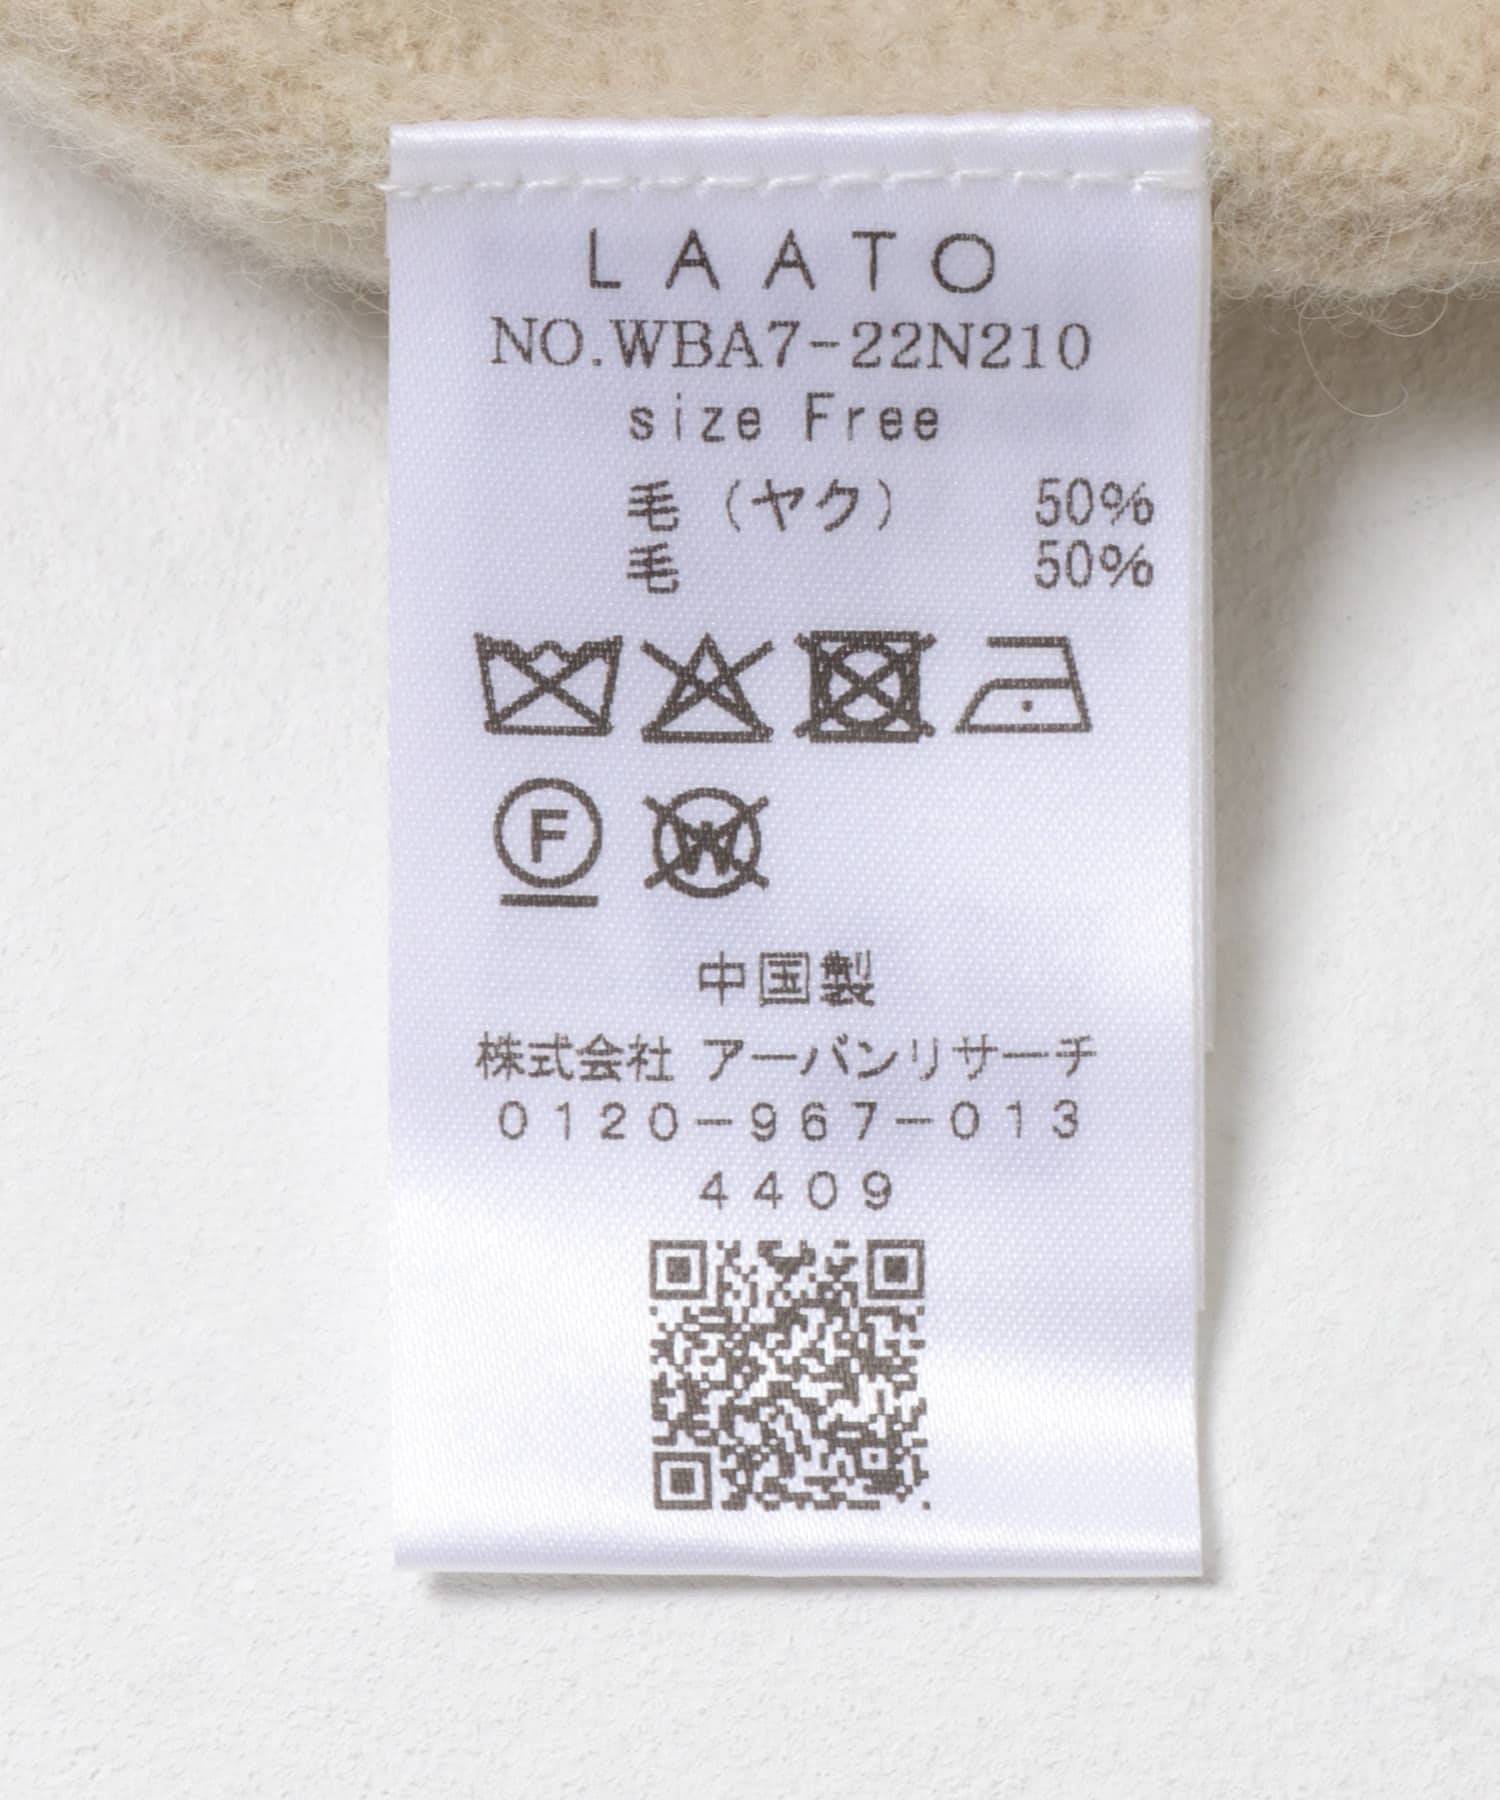 LAATO
NO.WBA7-22N210
size Free
毛（ヤク） 50%
毛 50%
F
W
中国製
株式会社 アーバンリサーチ
0120-967-013
4409